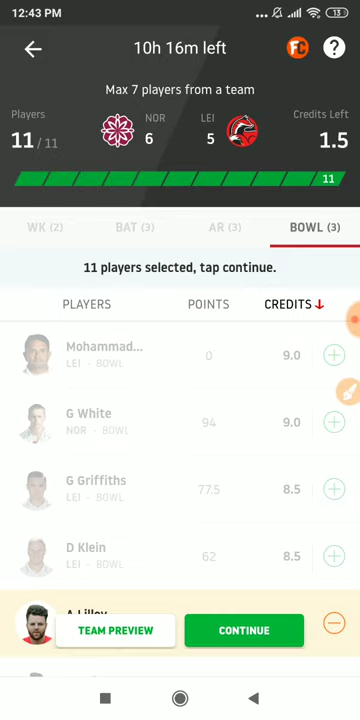 12:43 PM
13
10h 16m left
FC
?
Max 7 players from a team
Players
NOR
LEI
Credits Left
11 / 11
6
5
1.5
11
WK (2)
BAT (3)
AR (3)
BOWL (3)
11 players selected, tap continue.
PLAYERS
POINTS
CREDITS
Mohammad...
LEI - BOWL
0
9.0
G White
NOR - BOWL
94
9.0
G Griffiths
LEI - BOWL
77.5
8.5
D Klein
LEI - BOWL
62
8.5
A Lilley
TEAM PREVIEW
CONTINUE